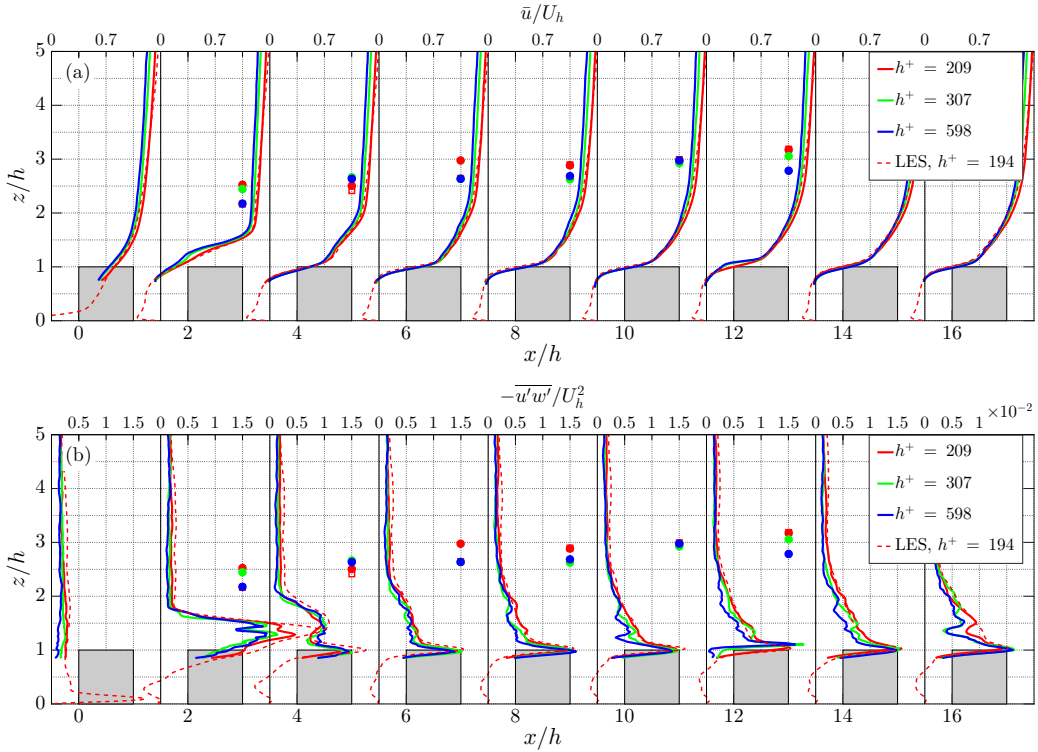 ū/U_h
0 0.7 0 0.7 0 0.7 0 0.7 0 0.7 0 0.7 0 0.7 0 0.7 0 0.7
(a)
5
4
3
2
1
0
z/h
h⁺ = 209
h⁺ = 307
h⁺ = 598
LES, h⁺ = 194
0 2 4 6 8 10 12 14 16
x/h
−\overline{u′w′}/U_h^2
0.5 1 0 0.5 1 1.5 0 0.5 1 1.5 0 0.5 1 1.5 0 0.5 1 1.5 0 0.5 1 1.5 0 0.5 1 1.5 0 0.5 1 1.5 0 0.5 1 ×10⁻²
(b)
5
4
3
2
1
0
z/h
h⁺ = 209
h⁺ = 307
h⁺ = 598
LES, h⁺ = 194
0 2 4 6 8 10 12 14 16
x/h